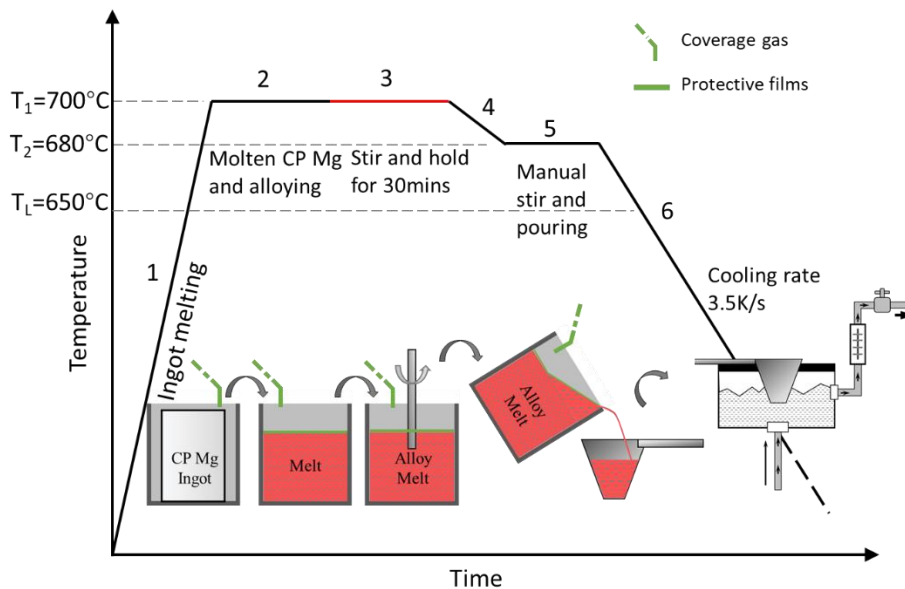 Coverage gas
Protective films
2
3
4
5
6
1
T₁=700°C
T₂=680°C
T_L=650°C
Molten CP Mg
and alloying
Stir and hold
for 30mins
Manual
stir and
pouring
Cooling rate
3.5K/s
Ingot melting
CP Mg
Ingot
Melt
Alloy
Melt
Alloy
Melt
Temperature
Time